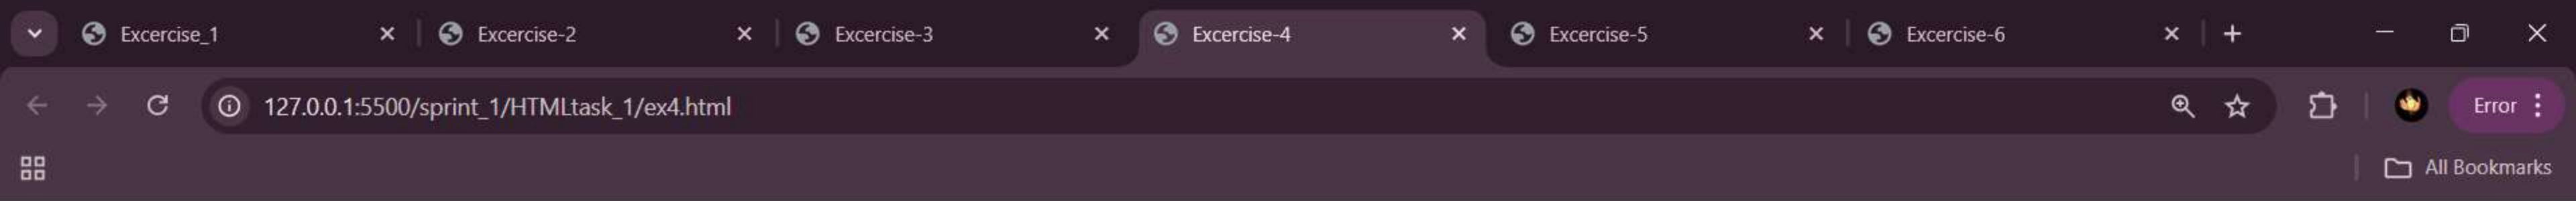 Excercise_1 Excercise-2 Excercise-3 Excercise-4 Excercise-5 Excercise-6
127.0.0.1:5500/sprint_1/HTMLtask_1/ex4.html Error
All Bookmarks